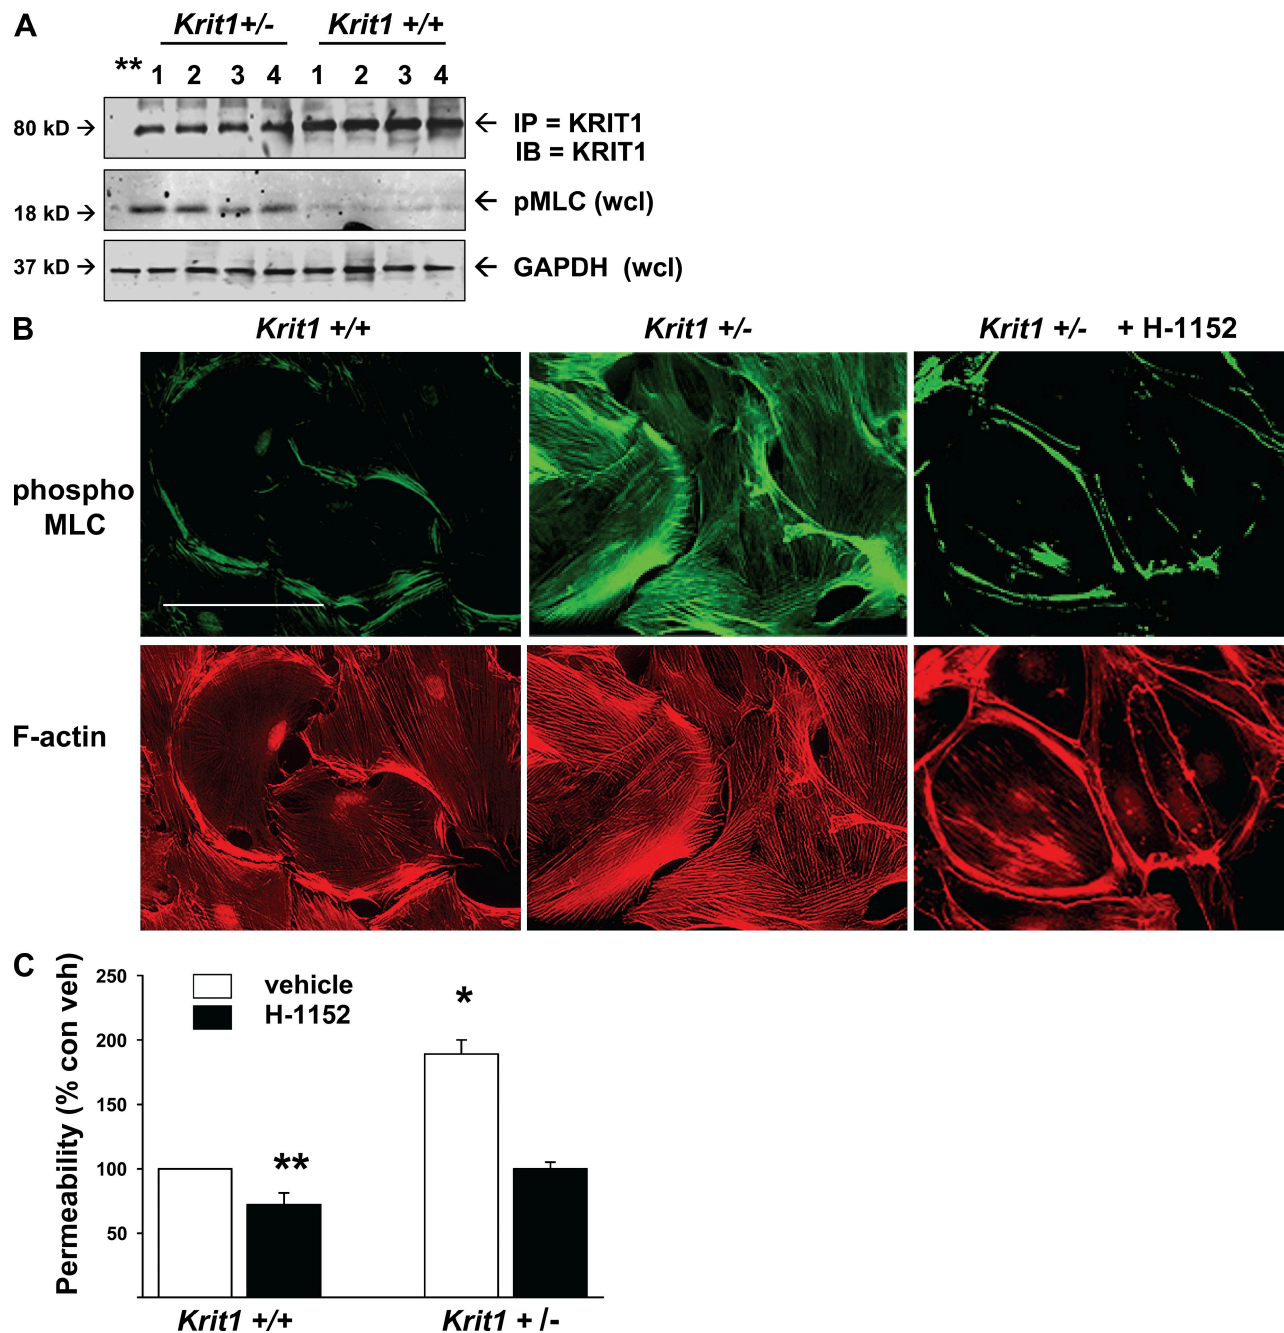 A
Krit1+/- Krit1 +/+
** 1 2 3 4 1 2 3 4
80 kD → ← IP = KRIT1
IB = KRIT1
18 kD → ← pMLC (wcl)
37 kD → ← GAPDH (wcl)
B Krit1 +/+ Krit1 +/- Krit1 +/- + H-1152
phospho
MLC
F-actin
C
Permeability (% con veh)
250
200
150
100
50
vehicle
H-1152
*
**
Krit1 +/+ Krit1 +/-